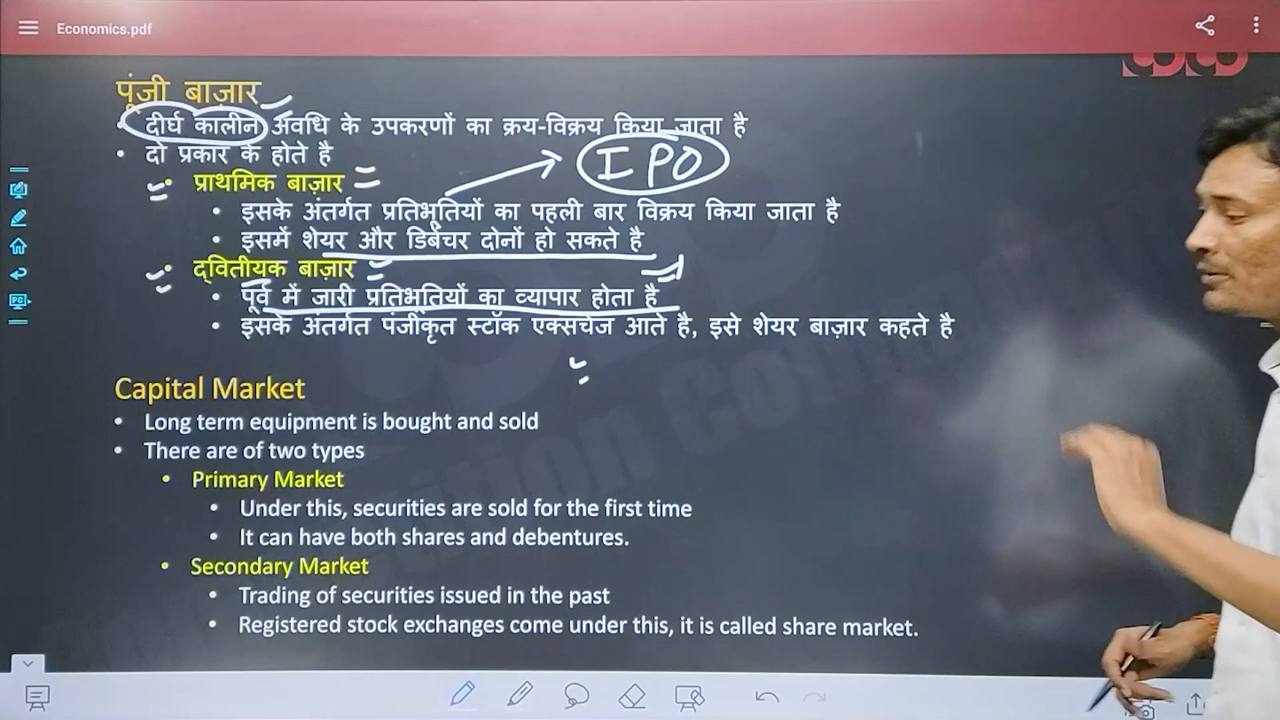 Economics.pdf
पूंजी बाज़ार
• दीर्घ कालीन अवधि के उपकरणों का क्रय-विक्रय किया जाता है
• दो प्रकार के होते है
IPO
• प्राथमिक बाज़ार
• इसके अंतर्गत प्रतिभूतियों का पहली बार विक्रय किया जाता है
• इसमें शेयर और डिबेंचर दोनों हो सकते है
• द्वितीयक बाज़ार
• पूर्व में जारी प्रतिभूतियों का व्यापार होता है
• इसके अंतर्गत पंजीकृत स्टॉक एक्सचेंज आते है, इसे शेयर बाज़ार कहते है
Capital Market
• Long term equipment is bought and sold
• There are of two types
• Primary Market
• Under this, securities are sold for the first time
• It can have both shares and debentures.
• Secondary Market
• Trading of securities issued in the past
• Registered stock exchanges come under this, it is called share market.